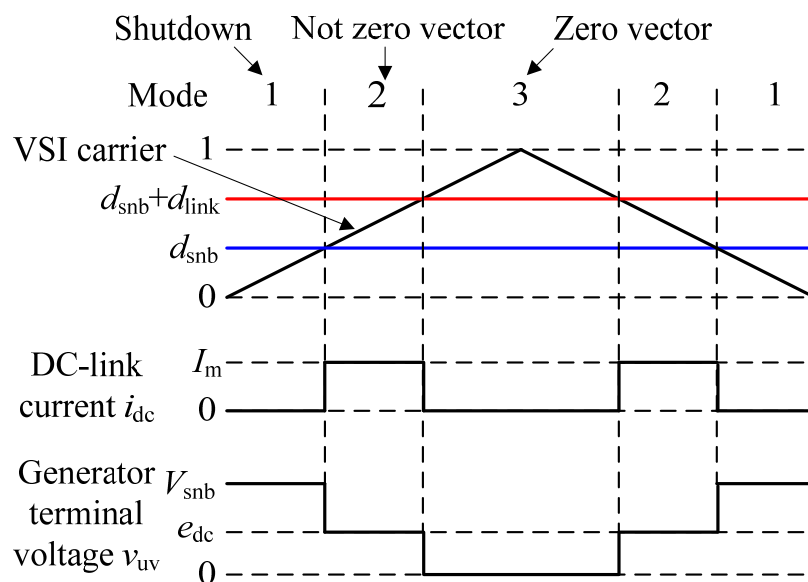 Shutdown Not zero vector Zero vector
Mode 1 2 3 2 1
VSI carrier 1
dsnb+dlink
dsnb
0
DC-link Im
current idc 0
Generator Vsnb
terminal edc
voltage vuv 0